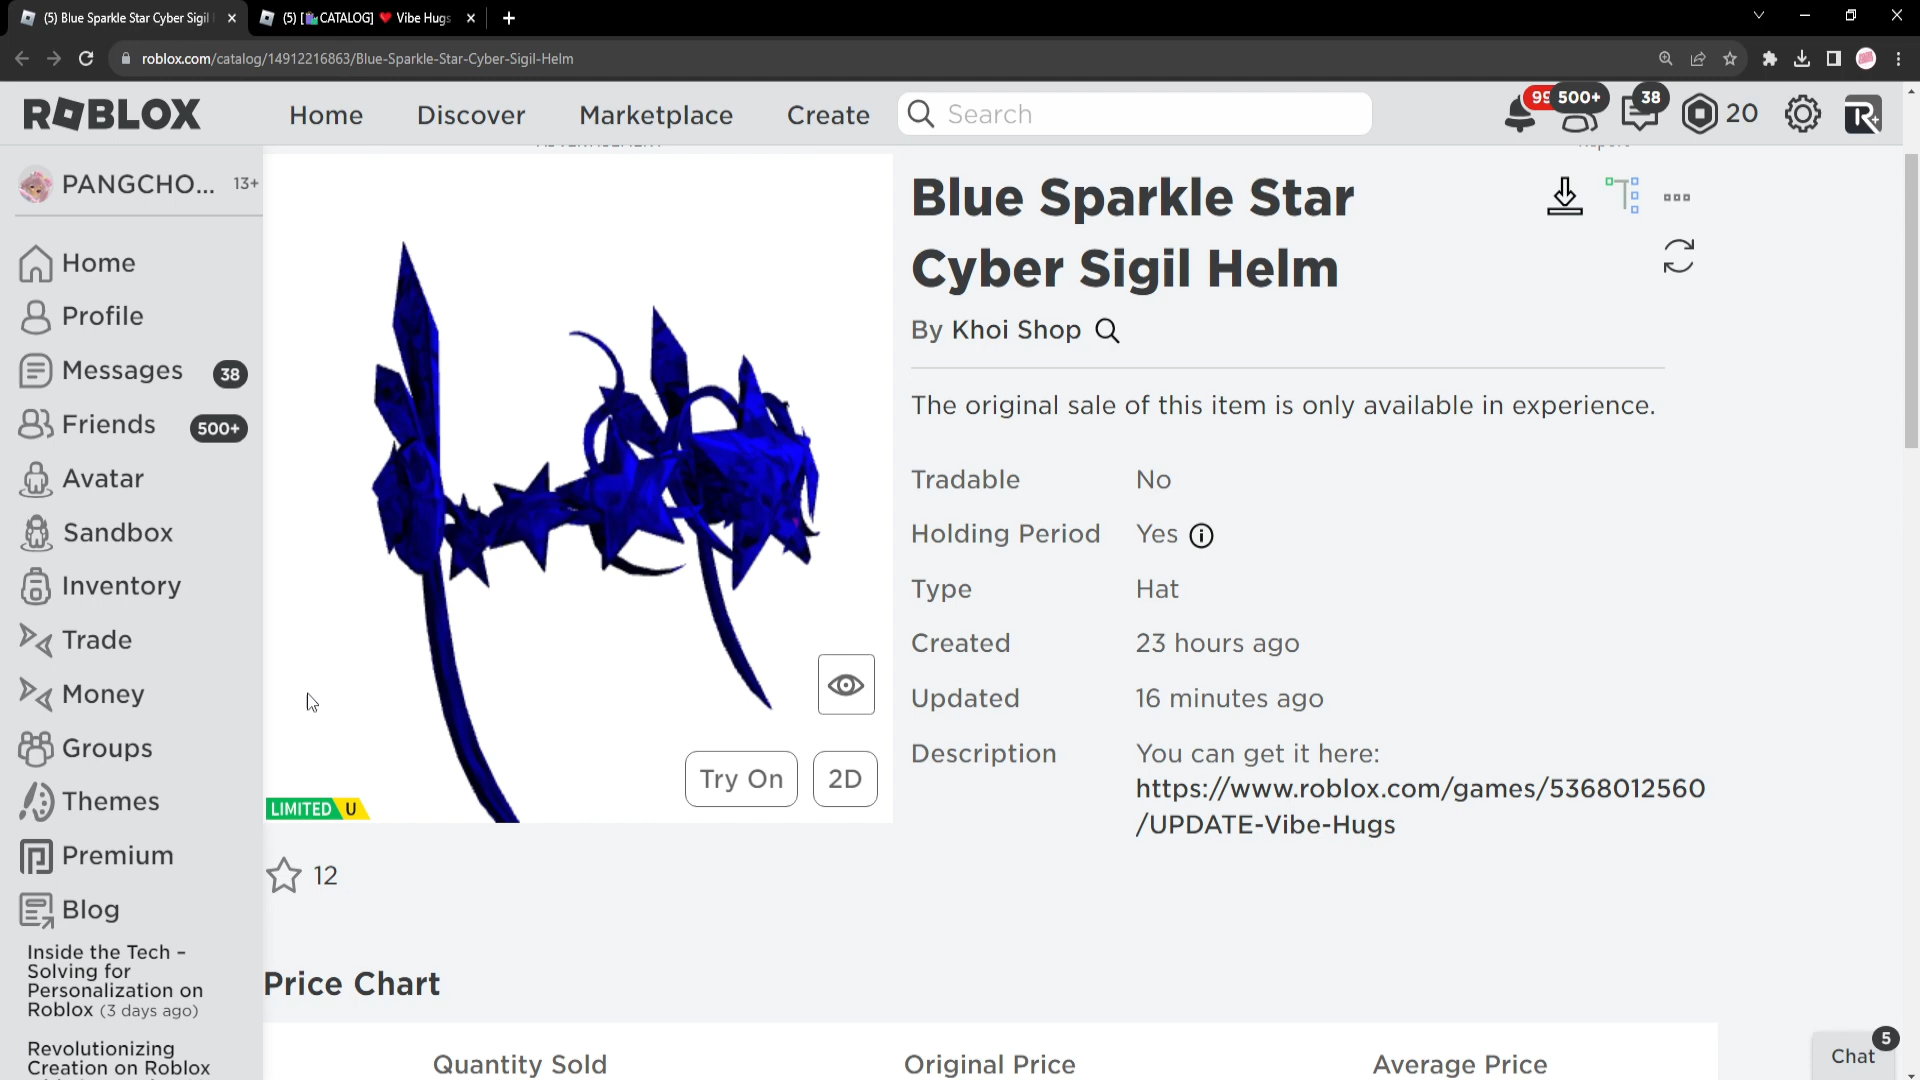 (5) Blue Sparkle Star Cyber Sigil
(5) [🛍️CATALOG] ❤️ Vibe Hugs
roblox.com/catalog/14912216863/Blue-Sparkle-Star-Cyber-Sigil-Helm
ROBLOX
Home
Discover
Marketplace
Create
Search
99
500+
38
20
PANGCHO...
13+
Home
Profile
Messages
38
Friends
500+
Avatar
Sandbox
Inventory
Trade
Money
Groups
Themes
Premium
Blog
Inside the Tech –
Solving for
Personalization on
Roblox (3 days ago)
Revolutionizing
Creation on Roblox
LIMITED U
Try On
2D
12
Blue Sparkle Star
Cyber Sigil Helm
By Khoi Shop
The original sale of this item is only available in experience.
Tradable No
Holding Period Yes
Type Hat
Created 23 hours ago
Updated 16 minutes ago
Description You can get it here:
https://www.roblox.com/games/5368012560
/UPDATE-Vibe-Hugs
Price Chart
Quantity Sold
Original Price
Average Price
Chat
5